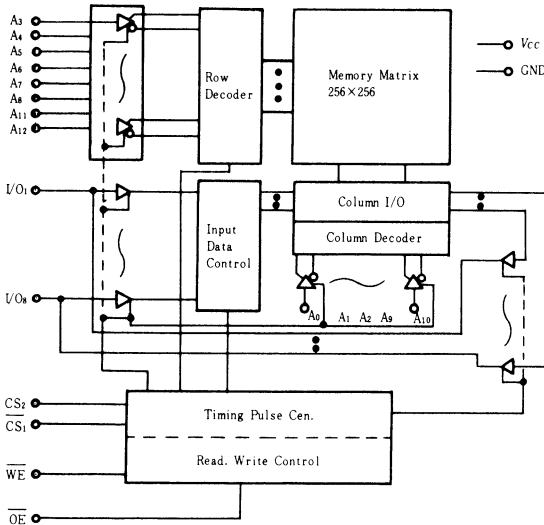 A3
A4
A5
A6
A7
A8
A11
A12
Row
Decoder
Memory Matrix
256×256
Vcc
GND
I/O1
Input
Data
Control
Column I/O
Column Decoder
I/O8
A0 A1 A2 A9 A10
CS2
CS1
Timing Pulse Cen.
Read. Write Control
WE
OE